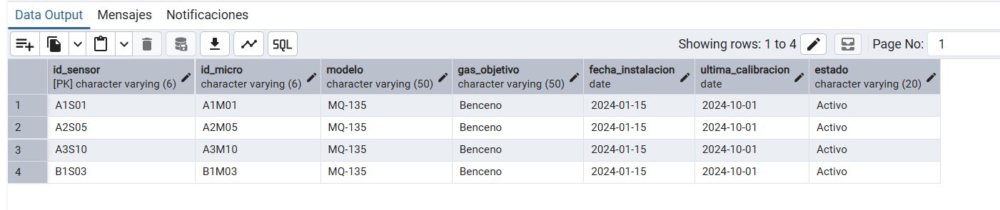 Data Output Mensajes Notificaciones
SQL Showing rows: 1 to 4 Page No: 1
id_sensor id_micro modelo gas_objetivo fecha_instalacion ultima_calibracion estado
[PK] character varying (6) character varying (6) character varying (50) character varying (50) date date character varying (20)
1 A1S01 A1M01 MQ-135 Benceno 2024-01-15 2024-10-01 Activo
2 A2S05 A2M05 MQ-135 Benceno 2024-01-15 2024-10-01 Activo
3 A3S10 A3M10 MQ-135 Benceno 2024-01-15 2024-10-01 Activo
4 B1S03 B1M03 MQ-135 Benceno 2024-01-15 2024-10-01 Activo